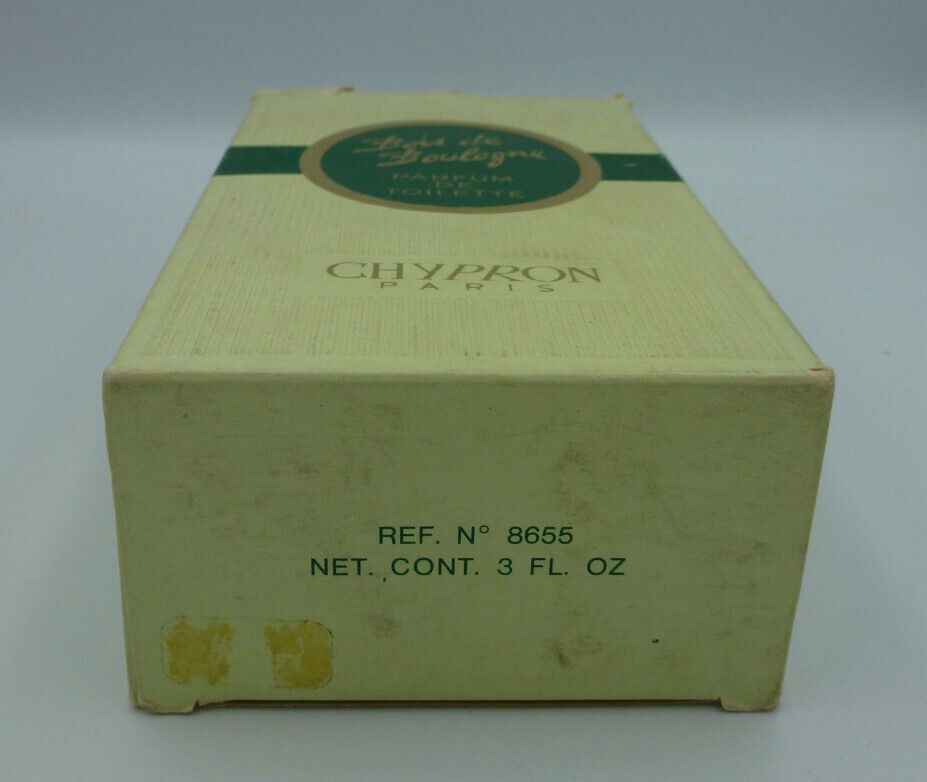 Bois de
Boulogne
PARFUM
DE
TOILETTE
CHYPRON
PARIS
REF. N° 8655
NET. CONT. 3 FL. OZ